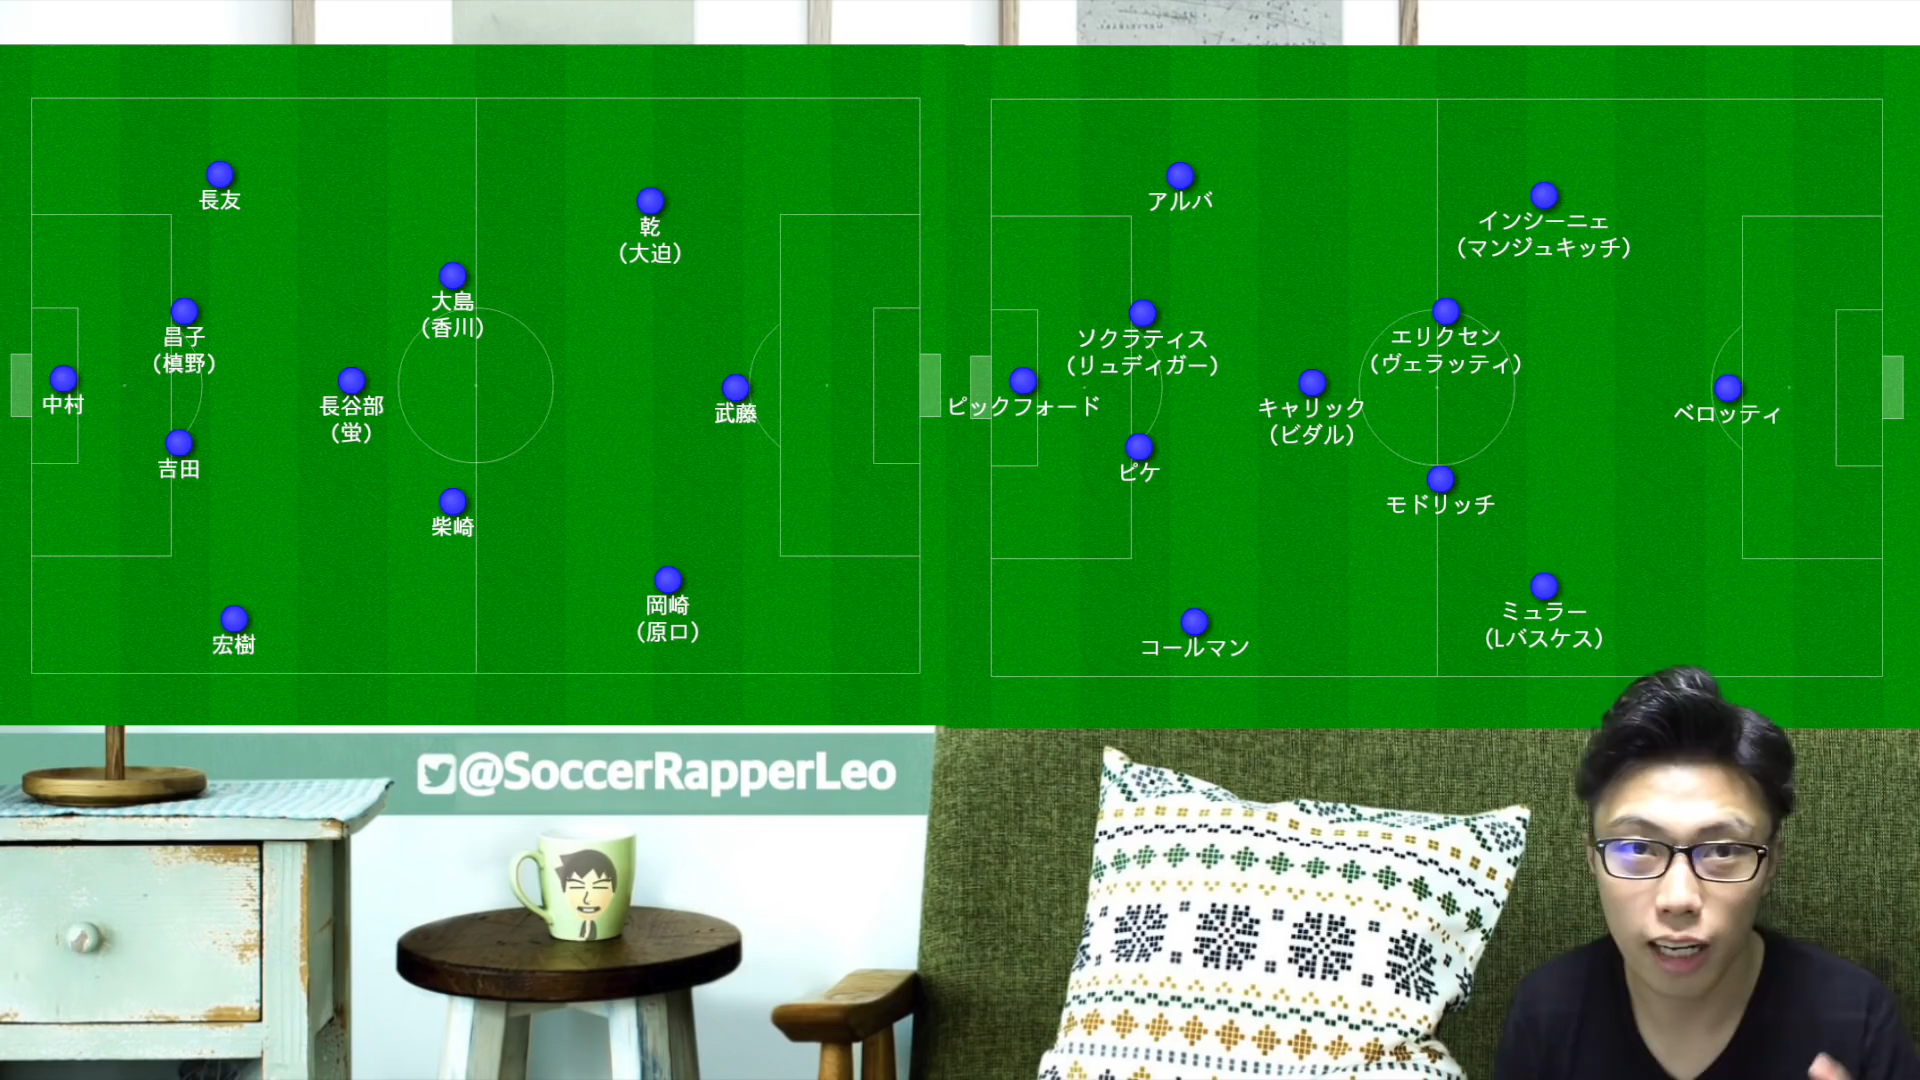 長友
乾
（大迫）
大島
（香川）
昌子
（槙野）
中村
長谷部
（蛍）
武藤
吉田
柴崎
岡崎
（原口）
宏樹
アルバ
インシーニェ
（マンジュキッチ）
ソクラティス
（リュディガー）
エリクセン
（ヴェラッティ）
ピックフォード
キャリック
（ビダル）
ベロッティ
ピケ
モドリッチ
ミュラー
（Lバスケス）
コールマン
@SoccerRapperLeo